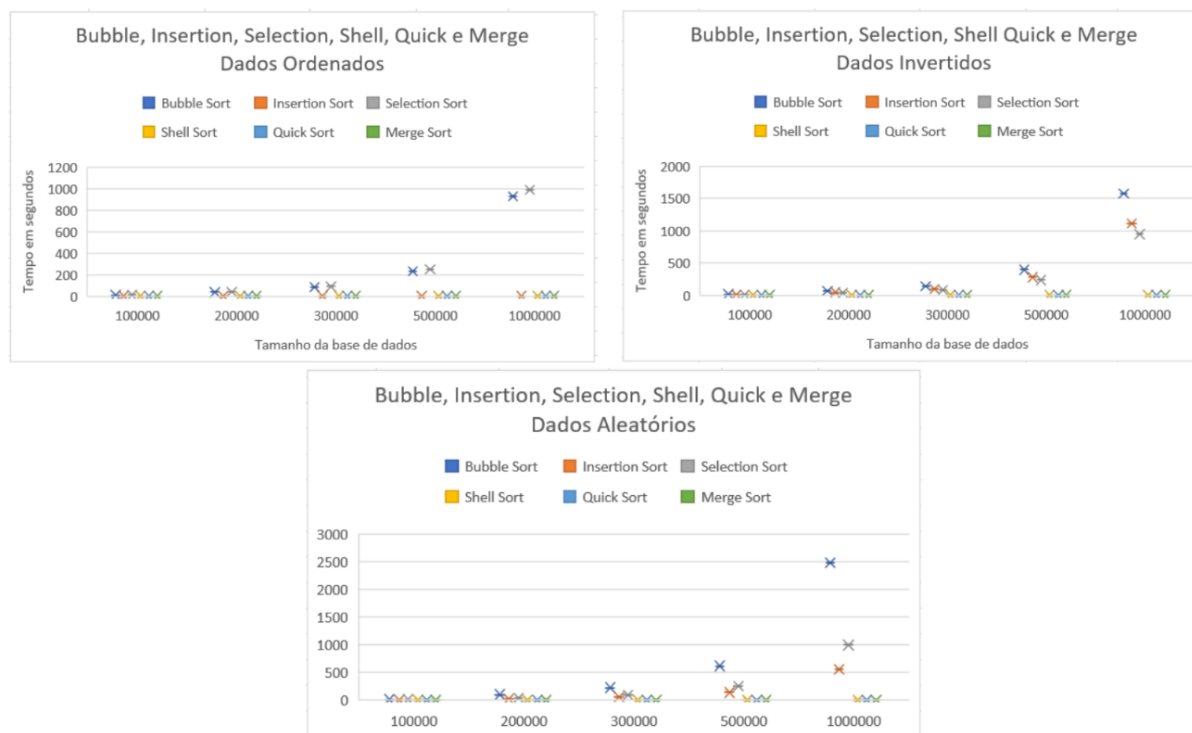 Bubble, Insertion, Selection, Shell, Quick e Merge
Dados Ordenados
Bubble Sort Insertion Sort Selection Sort
Shell Sort Quick Sort Merge Sort
Tempo em segundos
1200
1000
800
600
400
200
0
100000 200000 300000 500000 1000000
Tamanho da base de dados
Bubble, Insertion, Selection, Shell Quick e Merge
Dados Invertidos
Bubble Sort Insertion Sort Selection Sort
Shell Sort Quick Sort Merge Sort
Tempo em segundos
2000
1500
1000
500
0
100000 200000 300000 500000 1000000
Tamanho da base de dados
Bubble, Insertion, Selection, Shell, Quick e Merge
Dados Aleatórios
Bubble Sort Insertion Sort Selection Sort
Shell Sort Quick Sort Merge Sort
3000
2500
2000
1500
1000
500
0
100000 200000 300000 500000 1000000